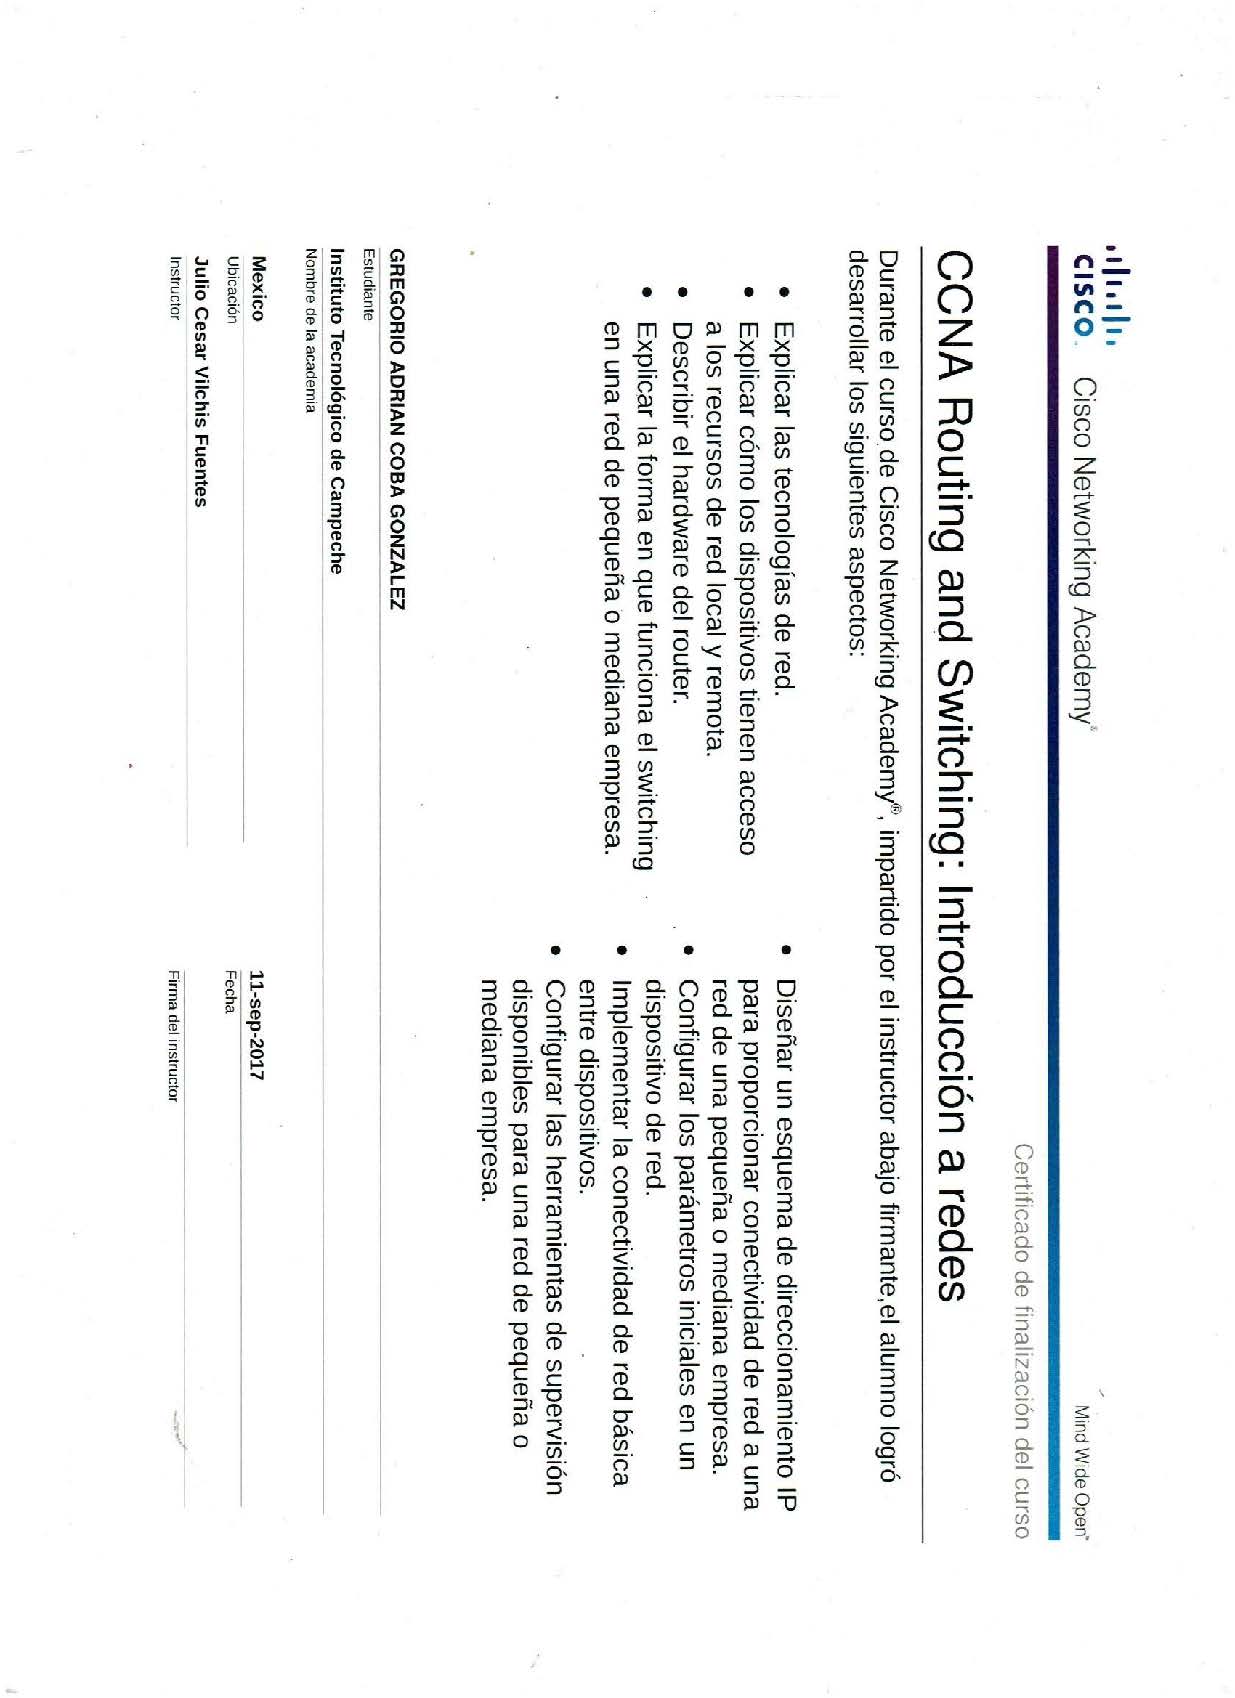 CISCO. Cisco Networking Academy®
Mind Wide Open™
Certificado de finalización del curso
CCNA Routing and Switching: Introducción a redes
Durante el curso de Cisco Networking Academy®, impartido por el instructor abajo firmante,el alumno logró
desarrollar los siguientes aspectos:
• Explicar las tecnologías de red.
• Explicar cómo los dispositivos tienen acceso
a los recursos de red local y remota.
• Describir el hardware del router.
• Explicar la forma en que funciona el switching
en una red de pequeña o mediana empresa.
• Diseñar un esquema de direccionamiento IP
para proporcionar conectividad de red a una
red de una pequeña o mediana empresa.
• Configurar los parámetros iniciales en un
dispositivo de red.
• Implementar la conectividad de red básica
entre dispositivos.
• Configurar las herramientas de supervisión
disponibles para una red de pequeña o
mediana empresa.
GREGORIO ADRIAN COBA GONZALEZ
Estudiante
Instituto Tecnológico de Campeche
Nombre de la academia
Mexico
Ubicación
11-sep-2017
Fecha
Julio Cesar Vilchis Fuentes
Instructor
Firma del instructor